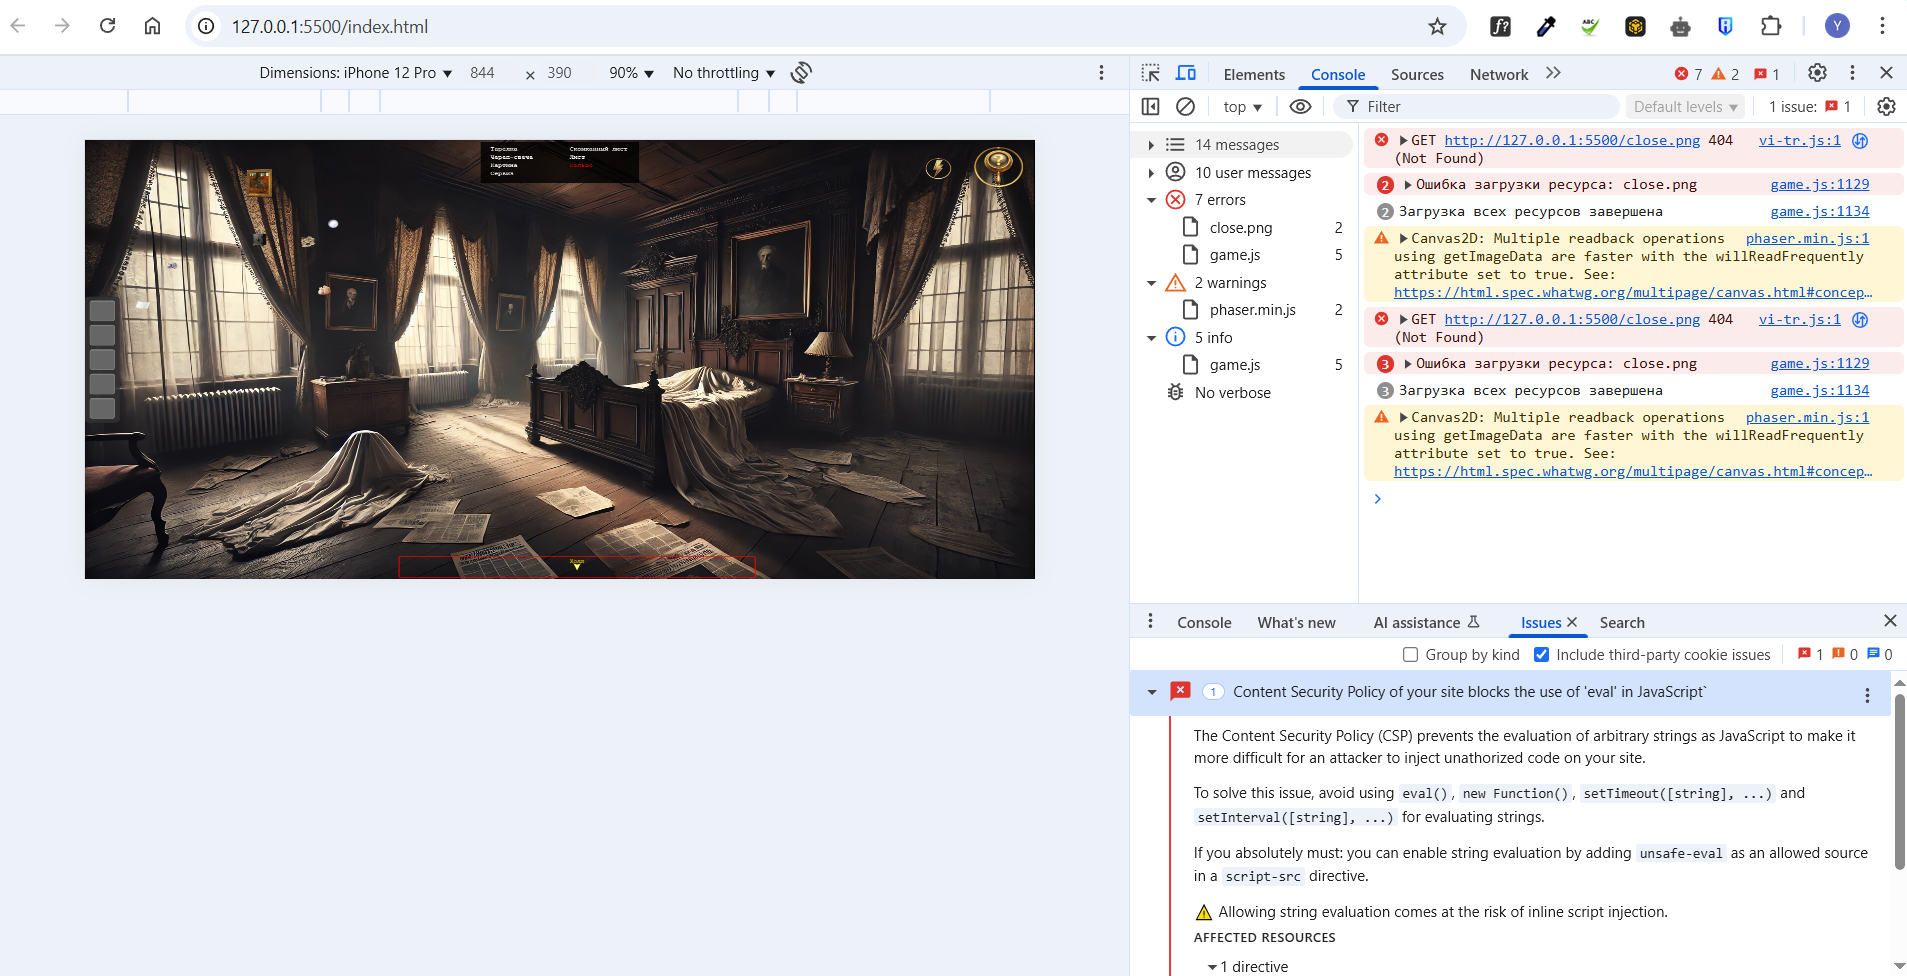 127.0.0.1:5500/index.html
Y
Dimensions: iPhone 12 Pro ▼ 844 × 390 90% ▼ No throttling ▼
Elements Console Sources Network 7 2 1
top ▼ Filter Default levels ▼ 1 issue: 1
14 messages
10 user messages
7 errors
close.png 2
game.js 5
2 warnings
phaser.min.js 2
5 info
game.js 5
No verbose
GET http://127.0.0.1:5500/close.png 404 vi-tr.js:1
(Not Found)
2 Ошибка загрузки ресурса: close.png game.js:1129
2 Загрузка всех ресурсов завершена game.js:1134
Canvas2D: Multiple readback operations phaser.min.js:1
using getImageData are faster with the willReadFrequently
attribute set to true. See:
https://html.spec.whatwg.org/multipage/canvas.html#concep…
GET http://127.0.0.1:5500/close.png 404 vi-tr.js:1
(Not Found)
3 Ошибка загрузки ресурса: close.png game.js:1129
3 Загрузка всех ресурсов завершена game.js:1134
Canvas2D: Multiple readback operations phaser.min.js:1
using getImageData are faster with the willReadFrequently
attribute set to true. See:
https://html.spec.whatwg.org/multipage/canvas.html#concep…
Тарелка Скомканный лист
Череп-свеча Лист
Картина
Сервиз
Холл
Console What's new AI assistance Issues Search
Group by kind Include third-party cookie issues 1 0 0
1 Content Security Policy of your site blocks the use of 'eval' in JavaScript`
The Content Security Policy (CSP) prevents the evaluation of arbitrary strings as JavaScript to make it
more difficult for an attacker to inject unathorized code on your site.
To solve this issue, avoid using eval(), new Function(), setTimeout([string], ...) and
setInterval([string], ...) for evaluating strings.
If you absolutely must: you can enable string evaluation by adding unsafe-eval as an allowed source
in a script-src directive.
Allowing string evaluation comes at the risk of inline script injection.
AFFECTED RESOURCES
1 directive